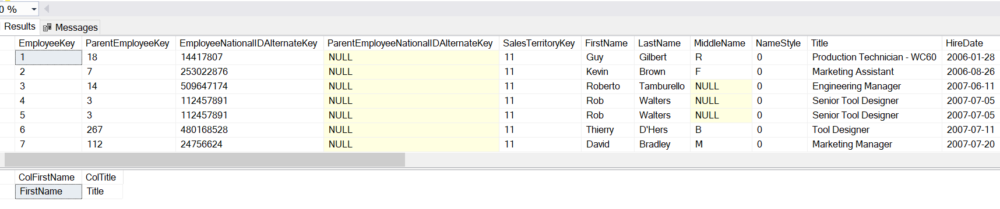 0 %
Results Messages
EmployeeKey ParentEmployeeKey EmployeeNationalIDAlternateKey ParentEmployeeNationalIDAlternateKey SalesTerritoryKey FirstName LastName MiddleName NameStyle Title HireDate
1 18 14417807 NULL 11 Guy Gilbert R 0 Production Technician - WC60 2006-01-28
2 7 253022876 NULL 11 Kevin Brown F 0 Marketing Assistant 2006-08-26
3 14 509647174 NULL 11 Roberto Tamburello NULL 0 Engineering Manager 2007-06-11
4 3 112457891 NULL 11 Rob Walters NULL 0 Senior Tool Designer 2007-07-05
5 3 112457891 NULL 11 Rob Walters NULL 0 Senior Tool Designer 2007-07-05
6 267 480168528 NULL 11 Thierry D'Hers B 0 Tool Designer 2007-07-11
7 112 24756624 NULL 11 David Bradley M 0 Marketing Manager 2007-07-20
ColFirstName ColTitle
FirstName Title